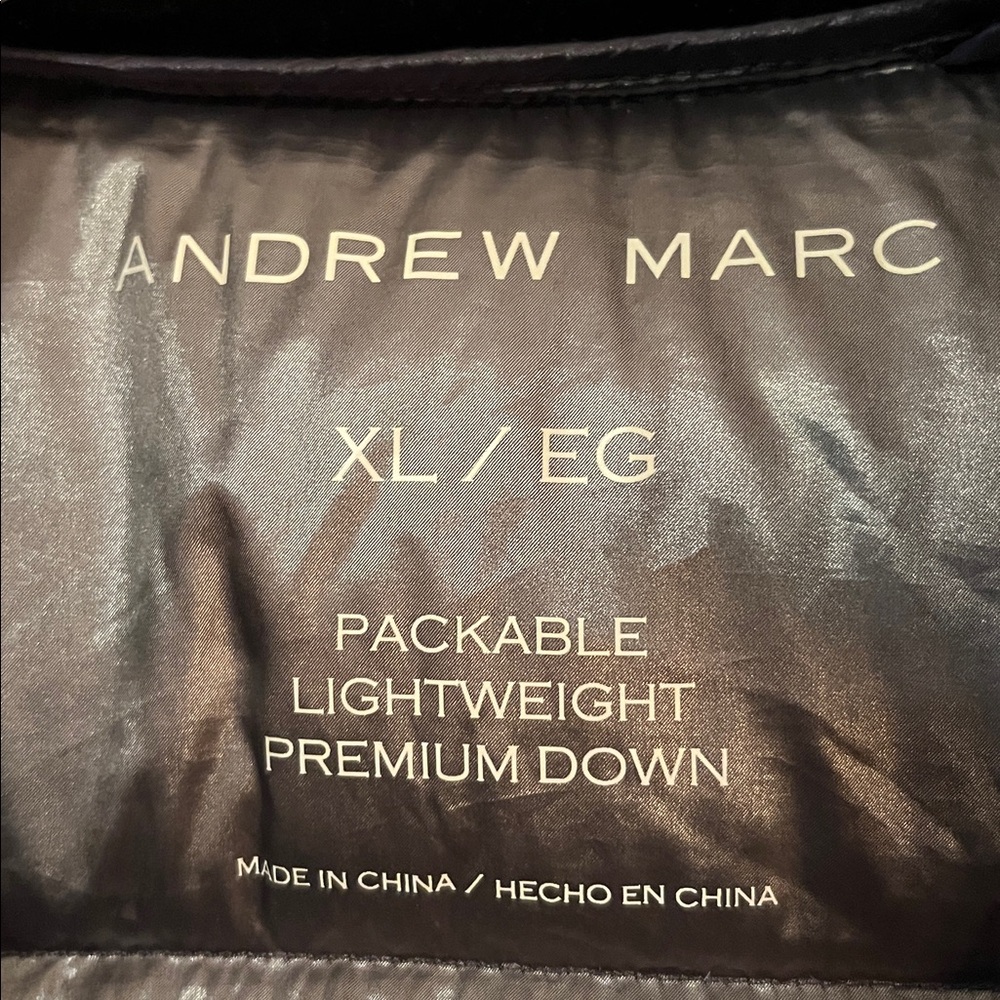 ANDREW MARC
XL / EG
PACKABLE
LIGHTWEIGHT
PREMIUM DOWN
MADE IN CHINA / HECHO EN CHINA